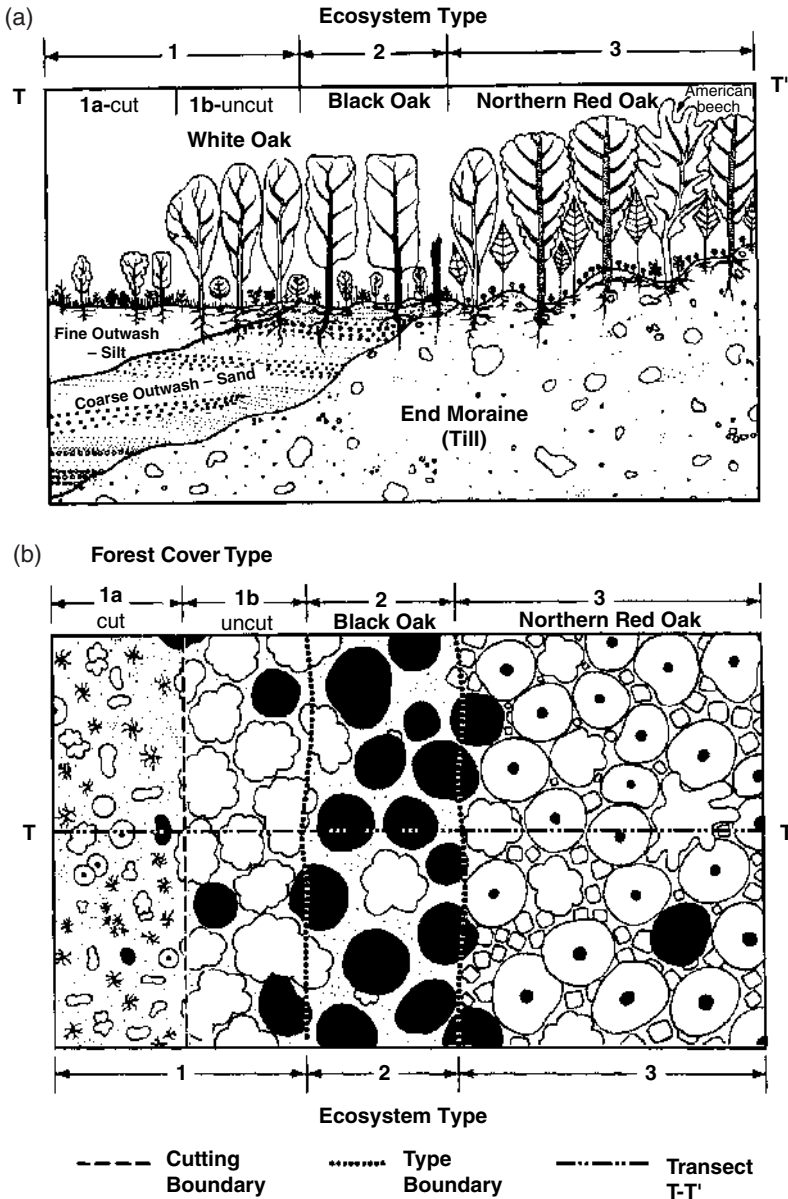 (a)
Ecosystem Type
1 2 3
T T'
1a-cut 1b-uncut Black Oak Northern Red Oak American beech
White Oak
Fine Outwash – Silt
Coarse Outwash – Sand
End Moraine
(Till)
(b) Forest Cover Type
1a 1b 2 3
cut uncut Black Oak Northern Red Oak
T T
1 2 3
Ecosystem Type
Cutting Boundary
Type Boundary
Transect T-T'